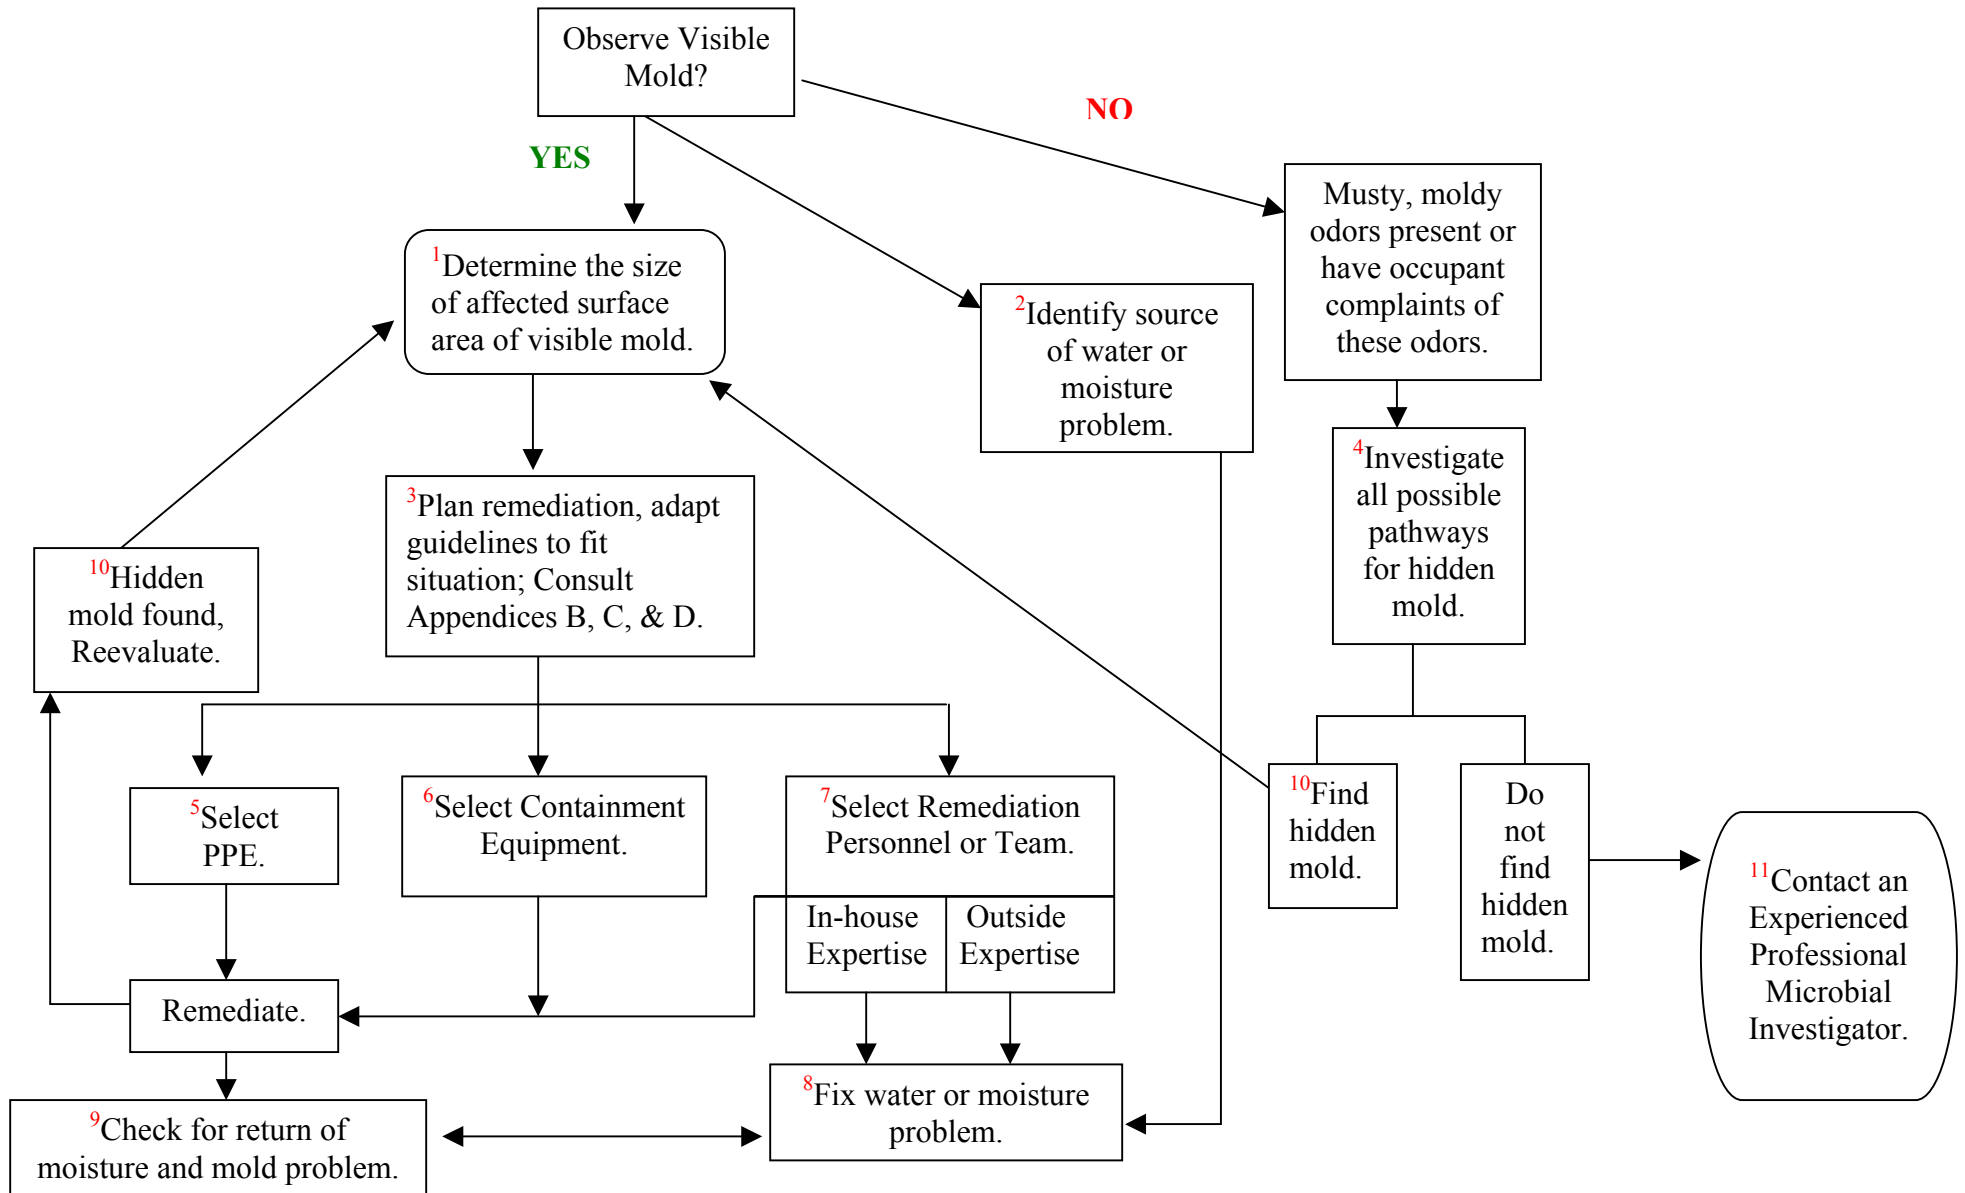 Observe Visible
Mold?
NO
YES
Musty, moldy
odors present or
have occupant
complaints of
these odors.
1Determine the size
of affected surface
area of visible mold.
2Identify source
of water or
moisture
problem.
4Investigate
all possible
pathways
for hidden
mold.
3Plan remediation, adapt
guidelines to fit
situation; Consult
Appendices B, C, & D.
10Hidden
mold found,
Reevaluate.
5Select
PPE.
6Select Containment
Equipment.
7Select Remediation
Personnel or Team.
In-house
Expertise
Outside
Expertise
10Find
hidden
mold.
Do
not
find
hidden
mold.
11Contact an
Experienced
Professional
Microbial
Investigator.
Remediate.
8Fix water or moisture
problem.
9Check for return of
moisture and mold problem.